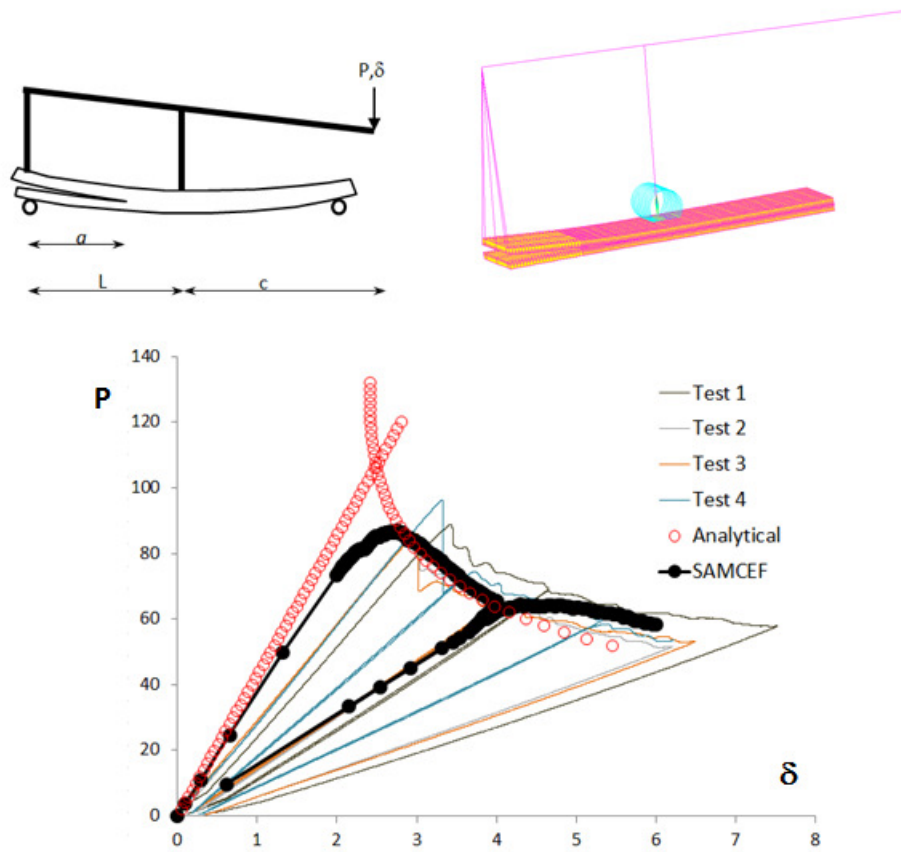 P,δ
a
L
c
P
140
120
100
80
60
40
20
0
Test 1
Test 2
Test 3
Test 4
Analytical
SAMCEF
δ
0 1 2 3 4 5 6 7 8